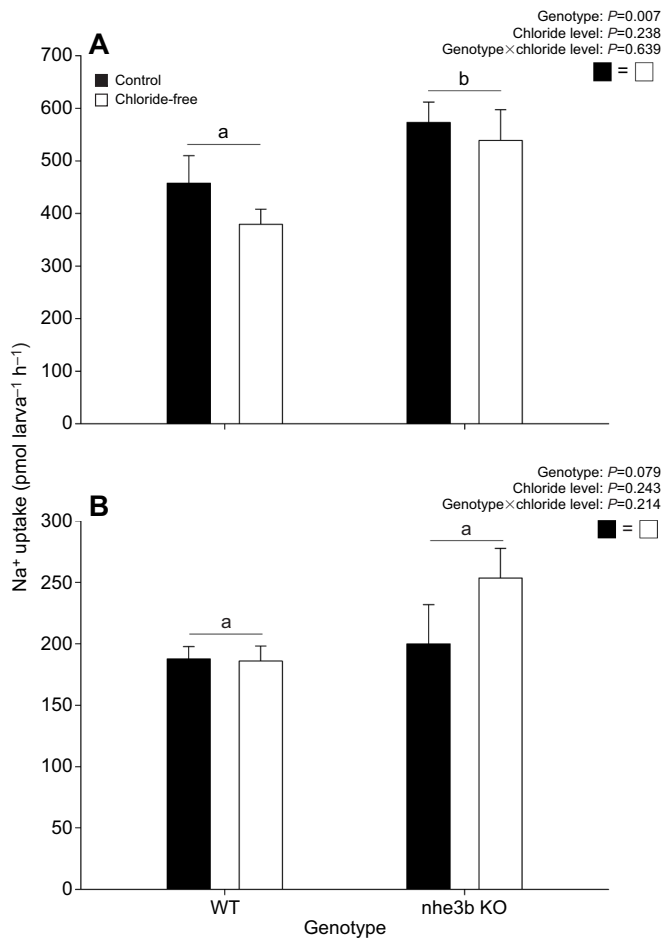 Genotype: P=0.007
Chloride level: P=0.238
Genotype×chloride level: P=0.639
=
A
Control
Chloride-free
a
b
700
600
500
400
300
200
100
0
Na⁺ uptake (pmol larva⁻¹ h⁻¹)
Genotype: P=0.079
Chloride level: P=0.243
Genotype×chloride level: P=0.214
=
B
a
a
300
250
200
150
100
50
0
WT
nhe3b KO
Genotype